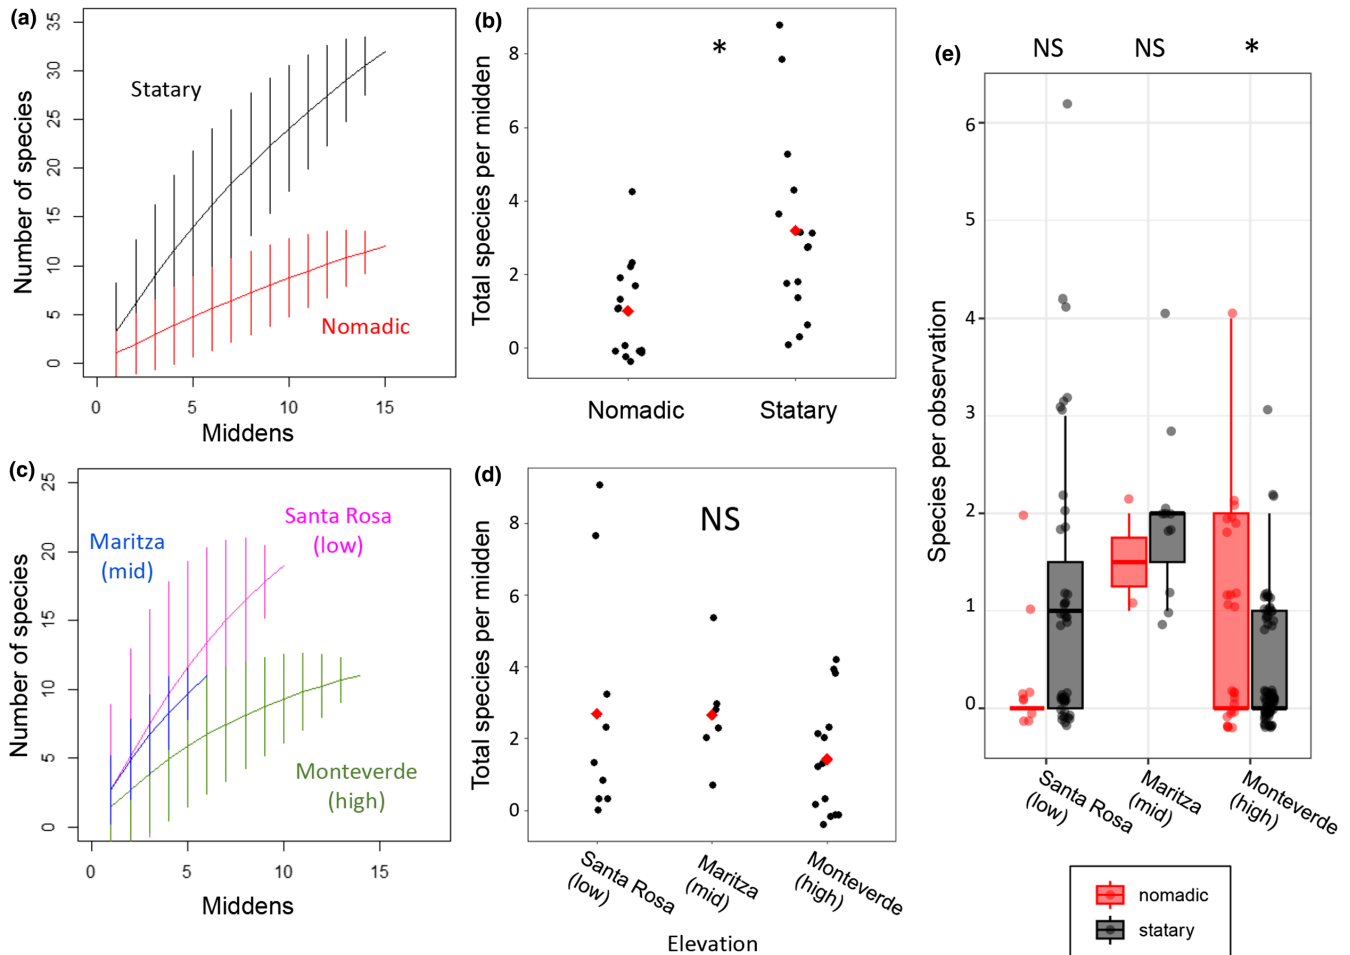 (a)
Number of species
35
30
25
20
15
10
5
0
Statary
Nomadic
0 5 10 15
Middens
(b)
Total species per midden
8
6
4
2
0
*
Nomadic Statary
(c)
Number of species
25
20
15
10
5
0
Santa Rosa
(low)
Maritza
(mid)
Monteverde
(high)
0 5 10 15
Middens
(d)
Total species per midden
8
6
4
2
0
NS
Santa Rosa
(low)
Maritza
(mid)
Monteverde
(high)
Elevation
(e)
NS NS *
Species per observation
6
5
4
3
2
1
0
Santa Rosa
(low)
Maritza
(mid)
Monteverde
(high)
nomadic
statary